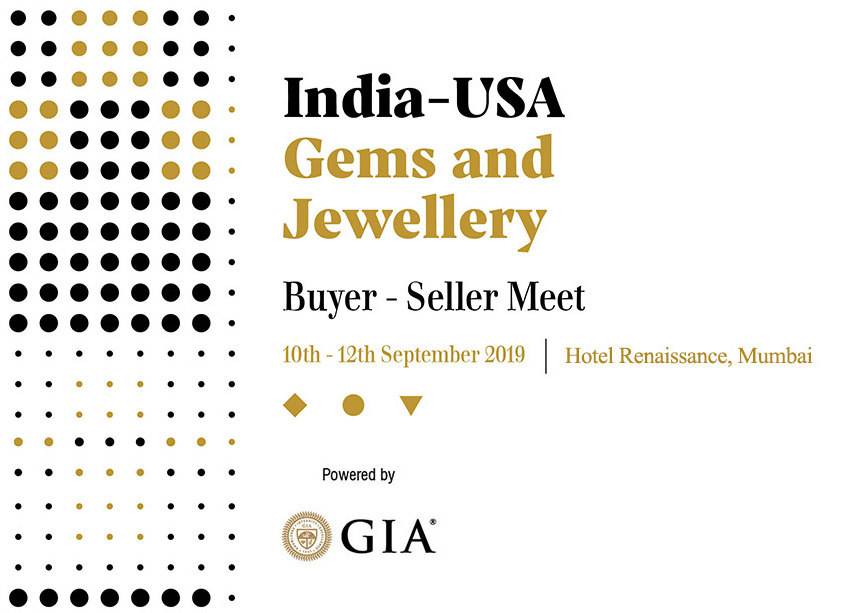 India-USA
Gems and
Jewellery
Buyer - Seller Meet
10th - 12th September 2019 | Hotel Renaissance, Mumbai
Powered by
GIA®